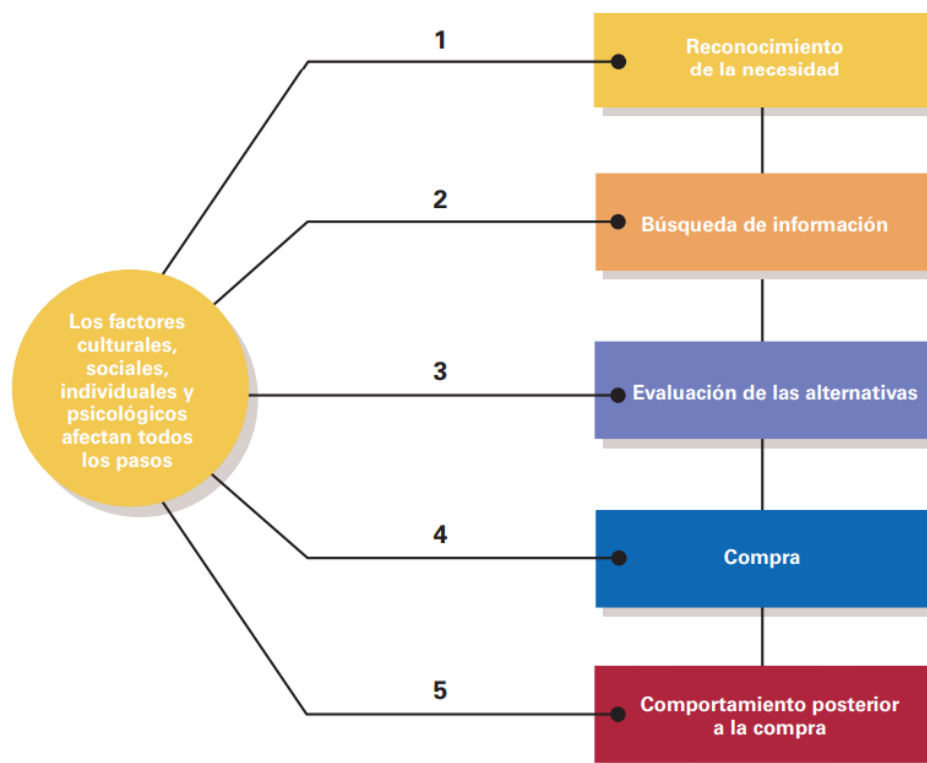 1
Reconocimiento
de la necesidad
2
Búsqueda de información
Los factores
culturales,
sociales,
individuales y
psicológicos
afectan todos
los pasos
3
Evaluación de las alternativas
4
Compra
5
Comportamiento posterior
a la compra